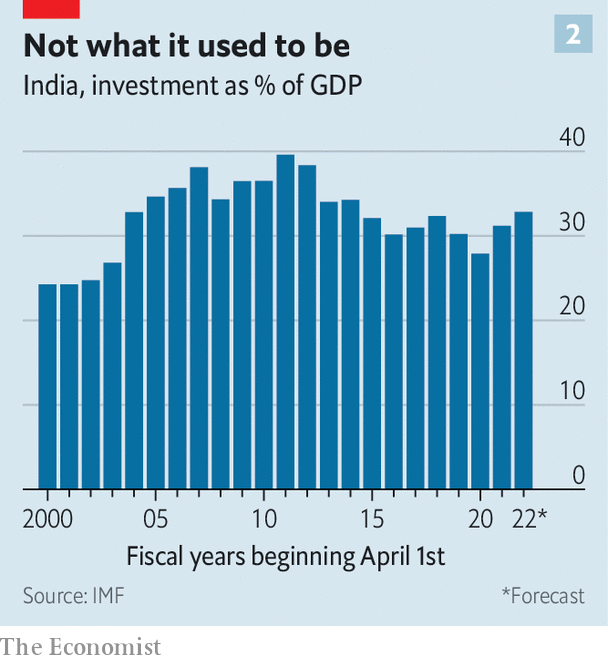 Not what it used to be
2
India, investment as % of GDP
40
30
20
10
0
2000 05 10 15 20 22*
Fiscal years beginning April 1st
Source: IMF
*Forecast
The Economist